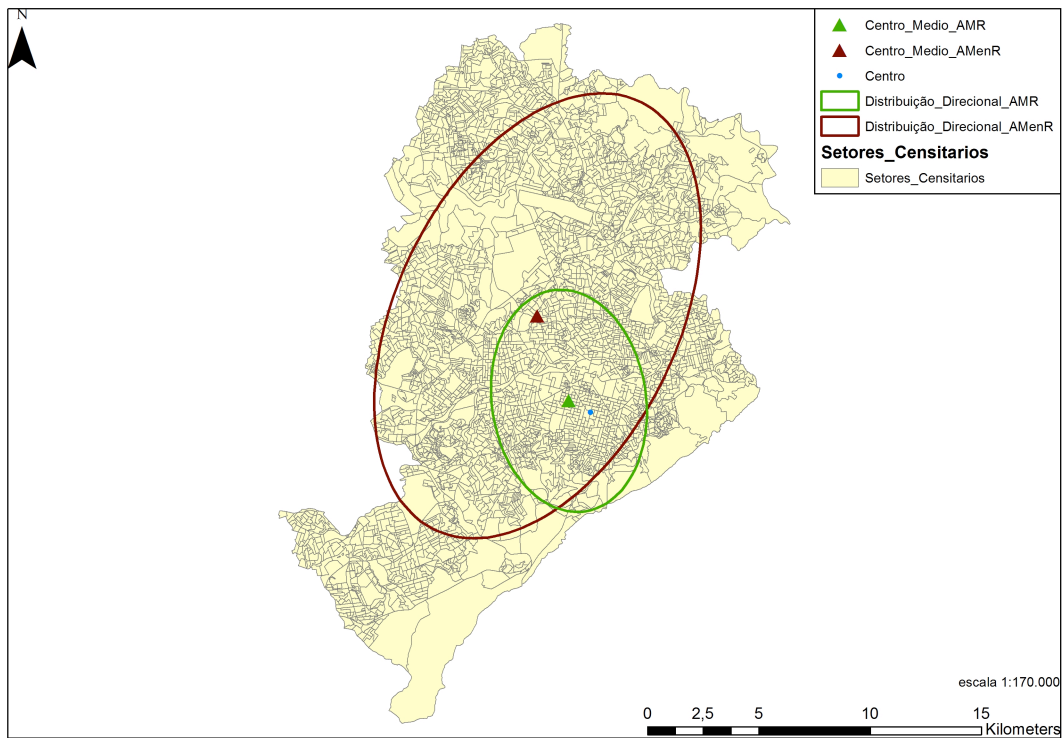 N
Centro_Medio_AMR
Centro_Medio_AMenR
Centro
Distribuição_Direcional_AMR
Distribuição_Direcional_AMenR
Setores_Censitarios
Setores_Censitarios
escala 1:170.000
0 2,5 5 10 15
Kilometers